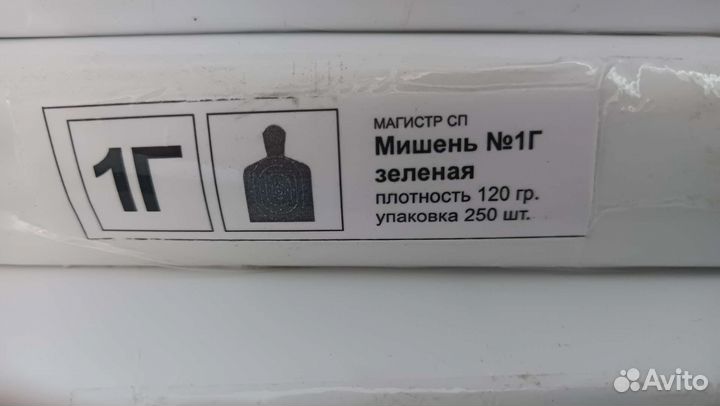 1Г
МАГИСТР СП
Мишень №1Г
зеленая
плотность 120 гр.
упаковка 250 шт.
Avito